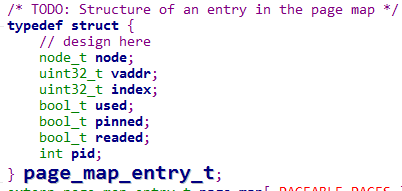 /* TODO: Structure of an entry in the page map */
typedef struct {
// design here
node_t node;
uint32_t vaddr;
uint32_t index;
bool_t used;
bool_t pinned;
bool_t readed;
int pid;
} page_map_entry_t;